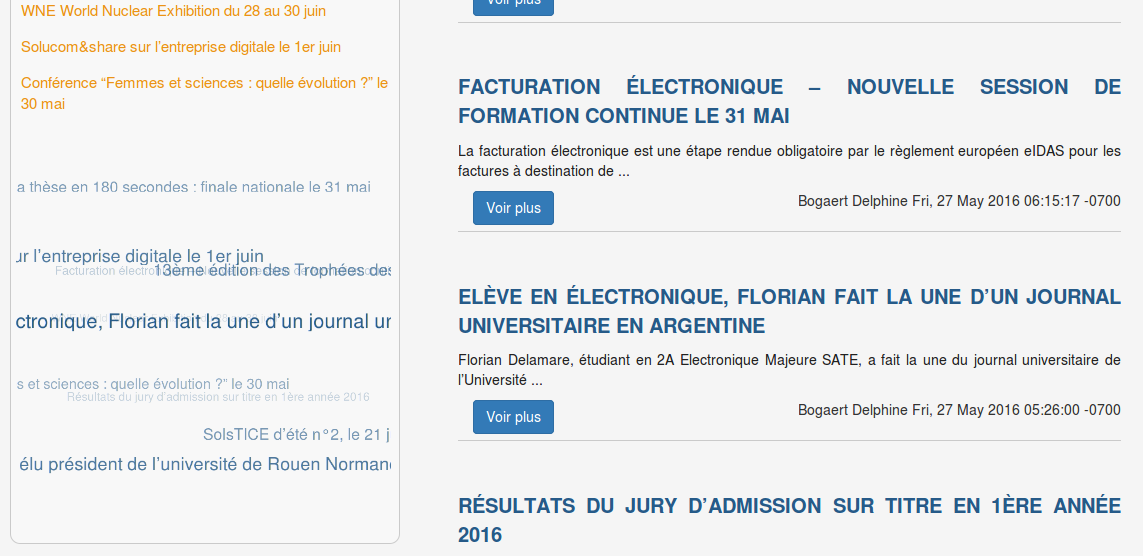 WNE World Nuclear Exhibition du 28 au 30 juin
Solucom&share sur l'entreprise digitale le 1er juin
Conférence “Femmes et sciences : quelle évolution ?” le
30 mai
a thèse en 180 secondes : finale nationale le 31 mai
ur l'entreprise digitale le 1er juin
Facturation électronique
13ème édition des Trophées des
ctronique, Florian fait la une d'un journal ur
s et sciences : quelle évolution ?” le 30 mai
Résultats du jury d'admission sur titre en 1ère année 2016
SolsTICE d'été n°2, le 21 j
élu président de l'université de Rouen Norman
Voir plus
FACTURATION ÉLECTRONIQUE – NOUVELLE SESSION DE
FORMATION CONTINUE LE 31 MAI
La facturation électronique est une étape rendue obligatoire par le règlement européen eIDAS pour les
factures à destination de ...
Voir plus
Bogaert Delphine Fri, 27 May 2016 06:15:17 -0700
ELÈVE EN ÉLECTRONIQUE, FLORIAN FAIT LA UNE D'UN JOURNAL
UNIVERSITAIRE EN ARGENTINE
Florian Delamare, étudiant en 2A Electronique Majeure SATE, a fait la une du journal universitaire de
l'Université ...
Voir plus
Bogaert Delphine Fri, 27 May 2016 05:26:00 -0700
RÉSULTATS DU JURY D'ADMISSION SUR TITRE EN 1ÈRE ANNÉE
2016